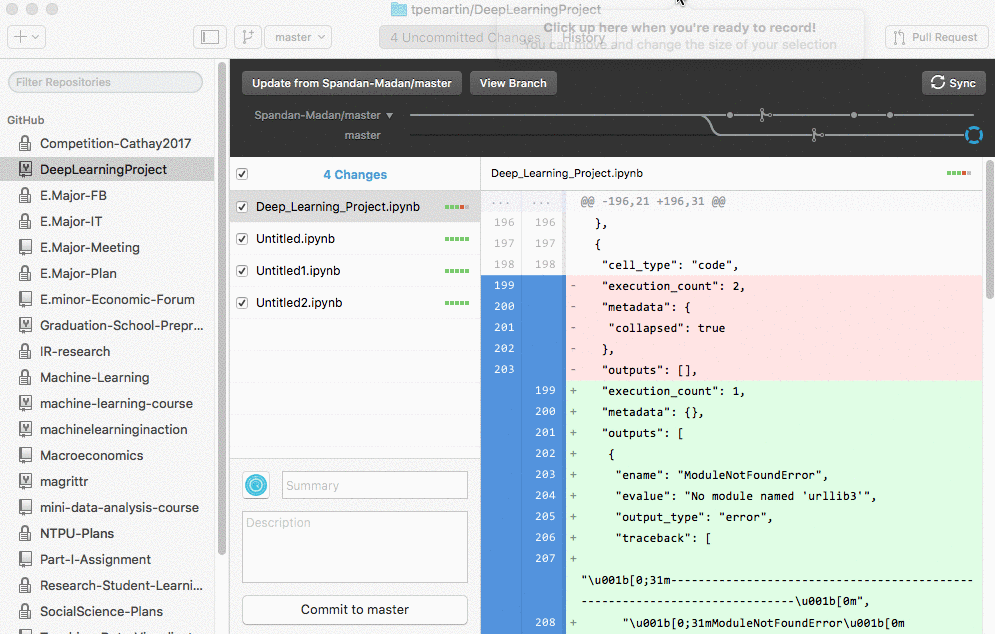 tpemartin/DeepLearningProject
master
4 Uncommitted Changes
History
Click up here when you're ready to record!
You can move and change the size of your selection
Pull Request
Filter Repositories
GitHub
Competition-Cathay2017
DeepLearningProject
E.Major-FB
E.Major-IT
E.Major-Meeting
E.Major-Plan
E.minor-Economic-Forum
Graduation-School-Prepr...
IR-research
Machine-Learning
machine-learning-course
machinelearninginaction
Macroeconomics
magrittr
mini-data-analysis-course
NTPU-Plans
Part-I-Assignment
Research-Student-Learni...
SocialScience-Plans
Update from Spandan-Madan/master
View Branch
Sync
Spandan-Madan/master
master
4 Changes
Deep_Learning_Project.ipynb
Untitled.ipynb
Untitled1.ipynb
Untitled2.ipynb
Summary
Description
Commit to master
Deep_Learning_Project.ipynb
... ... @@ -196,21 +196,31 @@
196 196 },
197 197 {
198 198 "cell_type": "code",
199 - "execution_count": 2,
200 - "metadata": {
201 - "collapsed": true
202 - },
203 - "outputs": [],
199 + "execution_count": 1,
200 + "metadata": {},
201 + "outputs": [
202 + {
203 + "ename": "ModuleNotFoundError",
204 + "evalue": "No module named 'urllib3'",
205 + "output_type": "error",
206 + "traceback": [
207 +
"\u001b[0;31m---------------------------------------------
--------------------------------\u001b[0m",
208 + "\u001b[0;31mModuleNotFoundError\u001b[0m